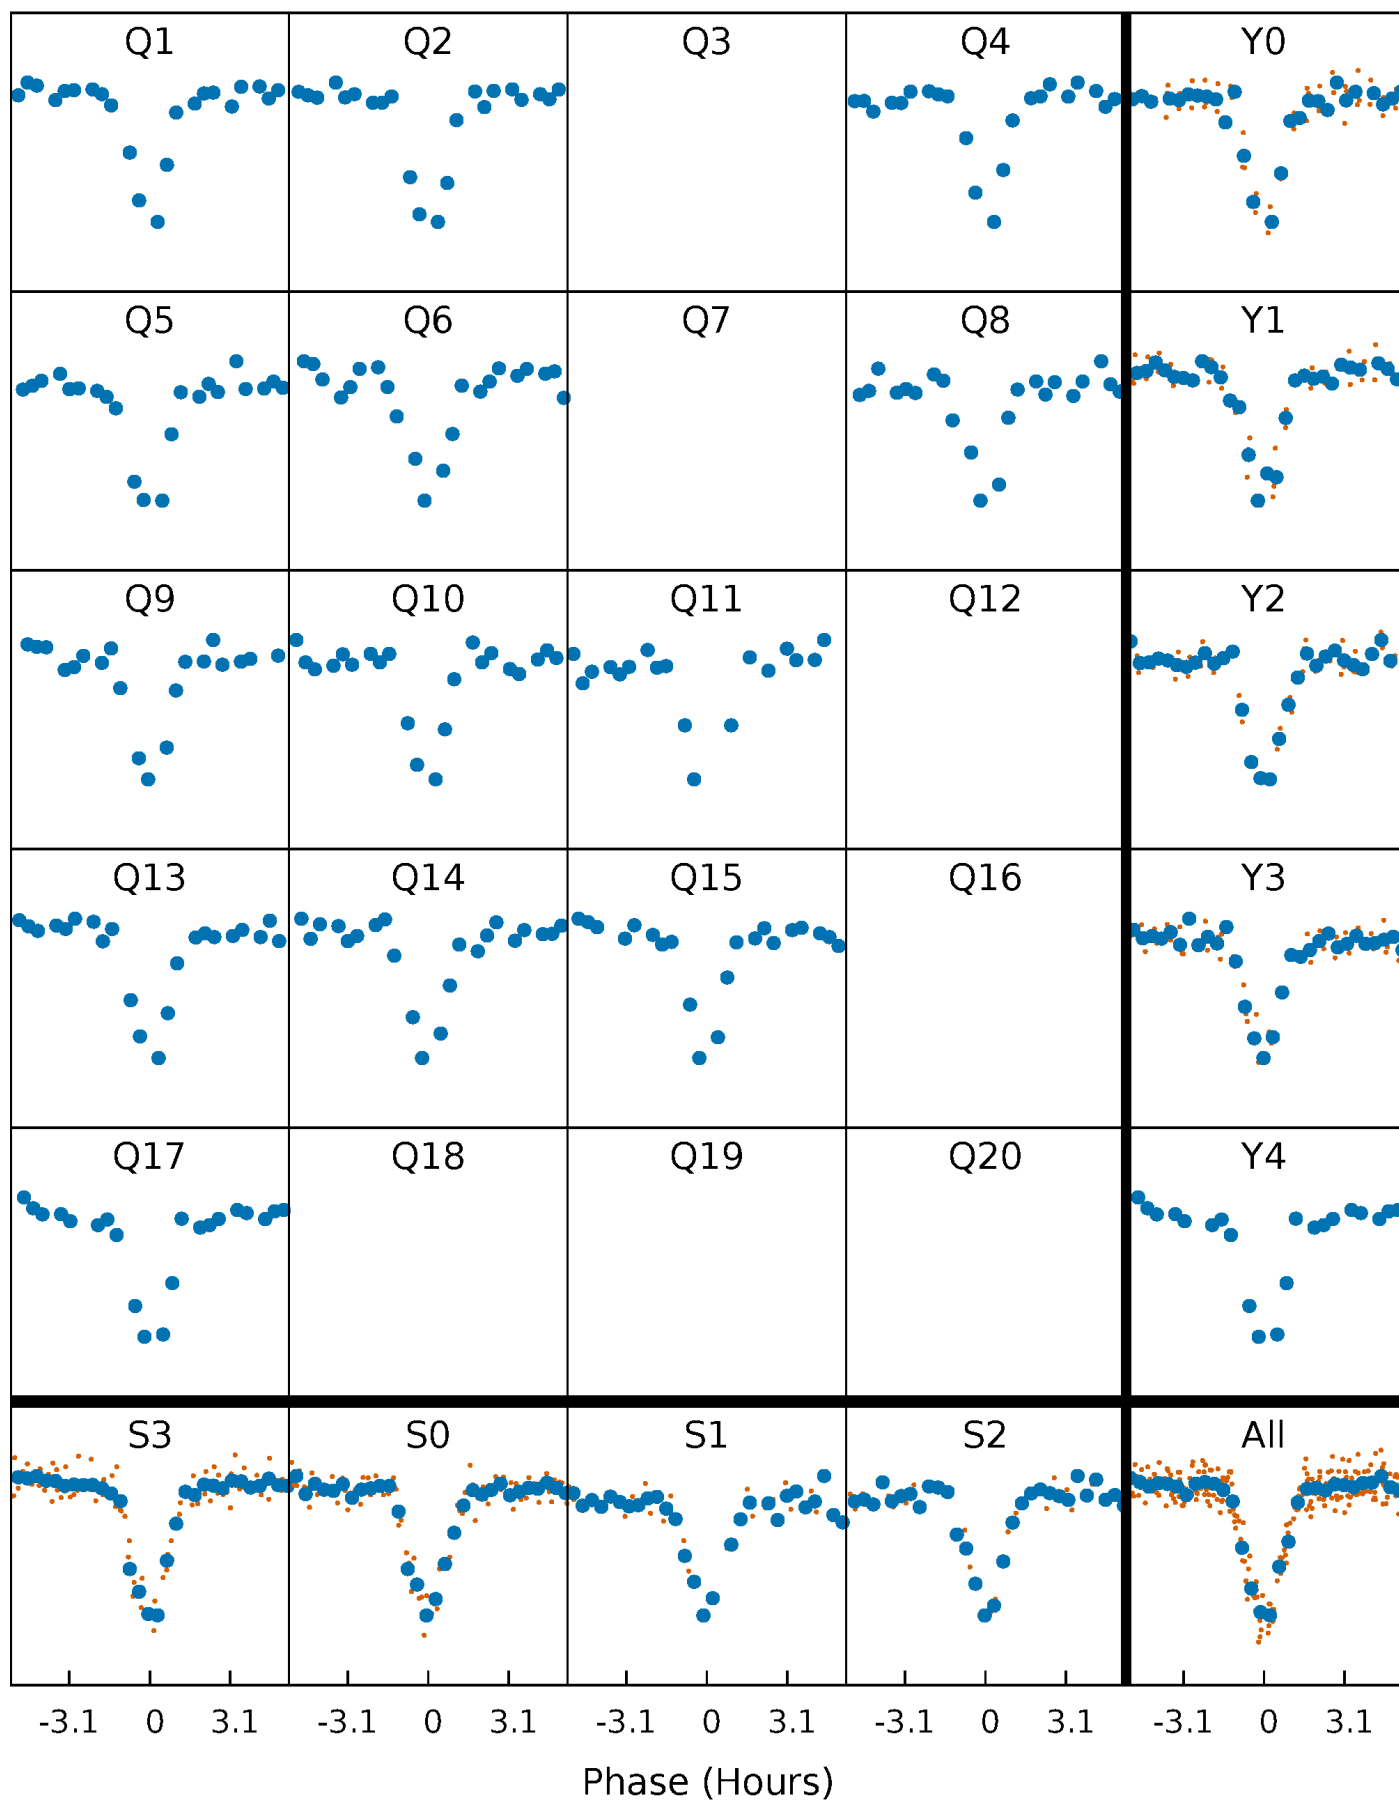 Q1 Q2 Q3 Q4 Y0
Q5 Q6 Q7 Q8 Y1
Q9 Q10 Q11 Q12 Y2
Q13 Q14 Q15 Q16 Y3
Q17 Q18 Q19 Q20 Y4
S3 S0 S1 S2 All
-3.1 0 3.1 -3.1 0 3.1 -3.1 0 3.1 -3.1 0 3.1 -3.1 0 3.1
Phase (Hours)